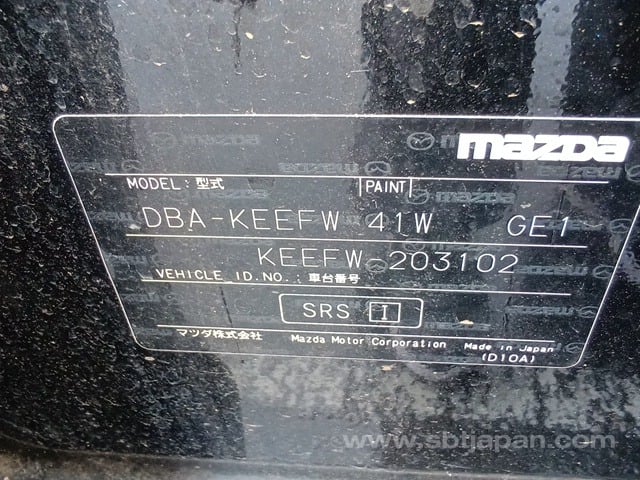 mazda
MODEL:型式 PAINT
DBA-KEEFW 41W GE1
KEEFW-203102
VEHICLE ID.NO.:車台番号
SRS I
マツダ株式会社 Mazda Motor Corporation Made in Japan
(D10A)
www.sbtjapan.com